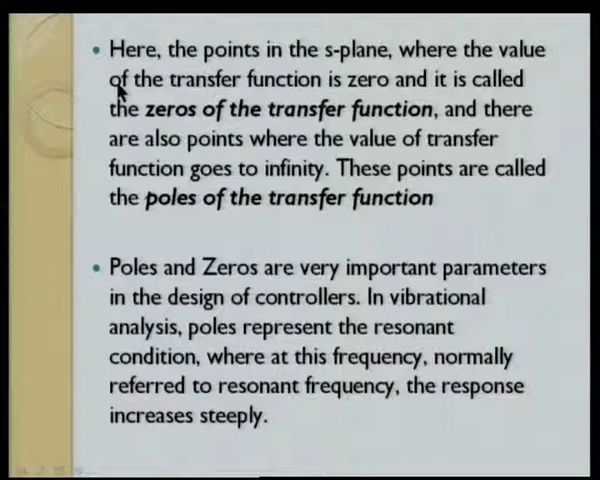 Here, the points in the s-plane, where the value
of the transfer function is zero and it is called
the zeros of the transfer function, and there
are also points where the value of transfer
function goes to infinity. These points are called
the poles of the transfer function
Poles and Zeros are very important parameters
in the design of controllers. In vibrational
analysis, poles represent the resonant
condition, where at this frequency, normally
referred to resonant frequency, the response
increases steeply.